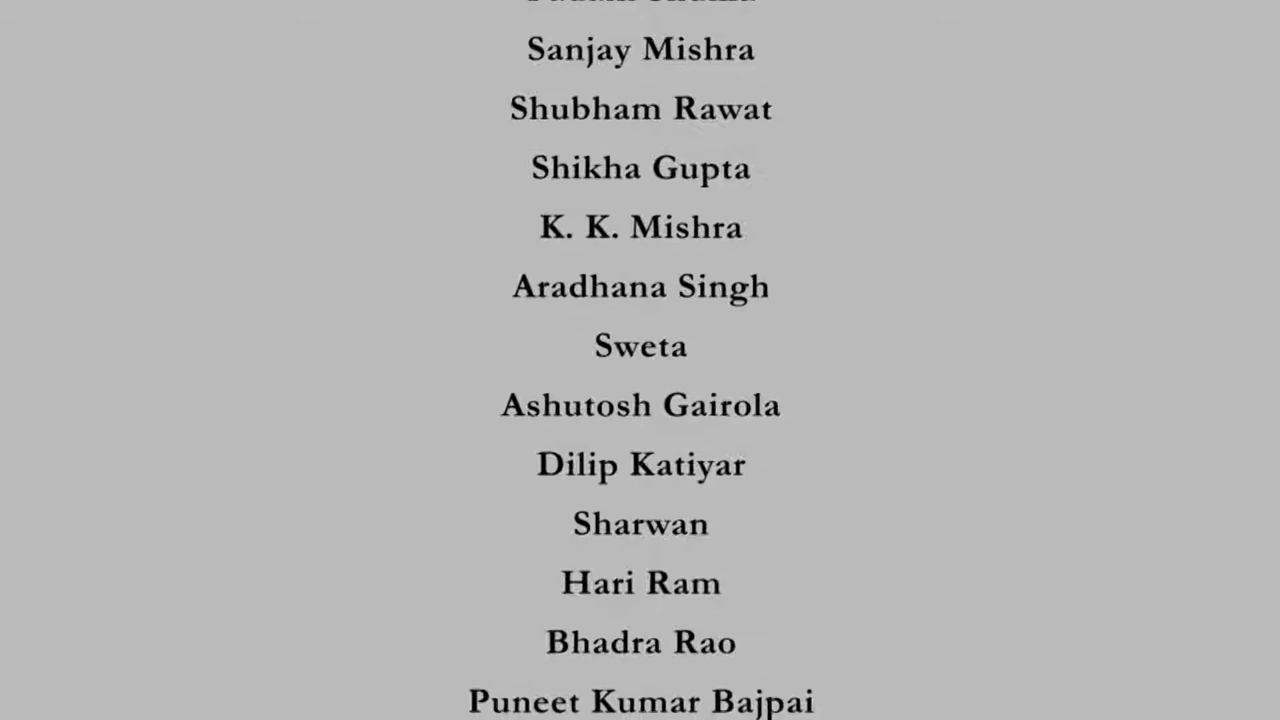 Sanjay Mishra
Shubham Rawat
Shikha Gupta
K. K. Mishra
Aradhana Singh
Sweta
Ashutosh Gairola
Dilip Katiyar
Sharwan
Hari Ram
Bhadra Rao
Puneet Kumar Bajpai